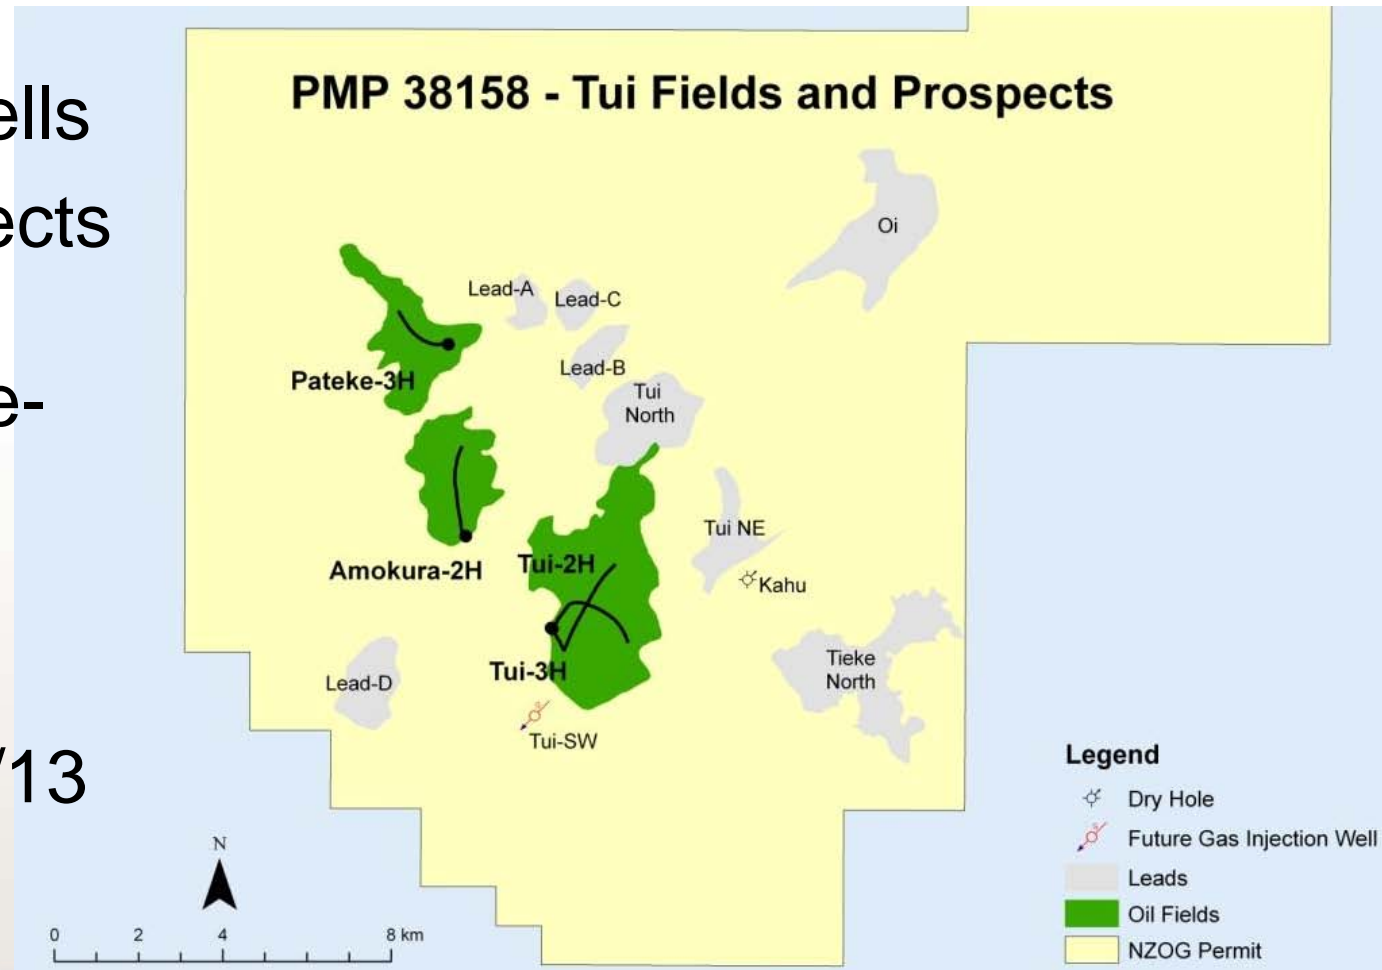 ells
ects
e-
/13
PMP 38158 - Tui Fields and Prospects
Oi
Lead-A
Lead-C
Lead-B
Pateke-3H
Tui
North
Tui NE
Kahu
Amokura-2H
Tui-2H
Tui-3H
Tui-SW
Lead-D
Tieke
North
Legend
Dry Hole
Future Gas Injection Well
Leads
Oil Fields
NZOG Permit
N
0 2 4 8 km